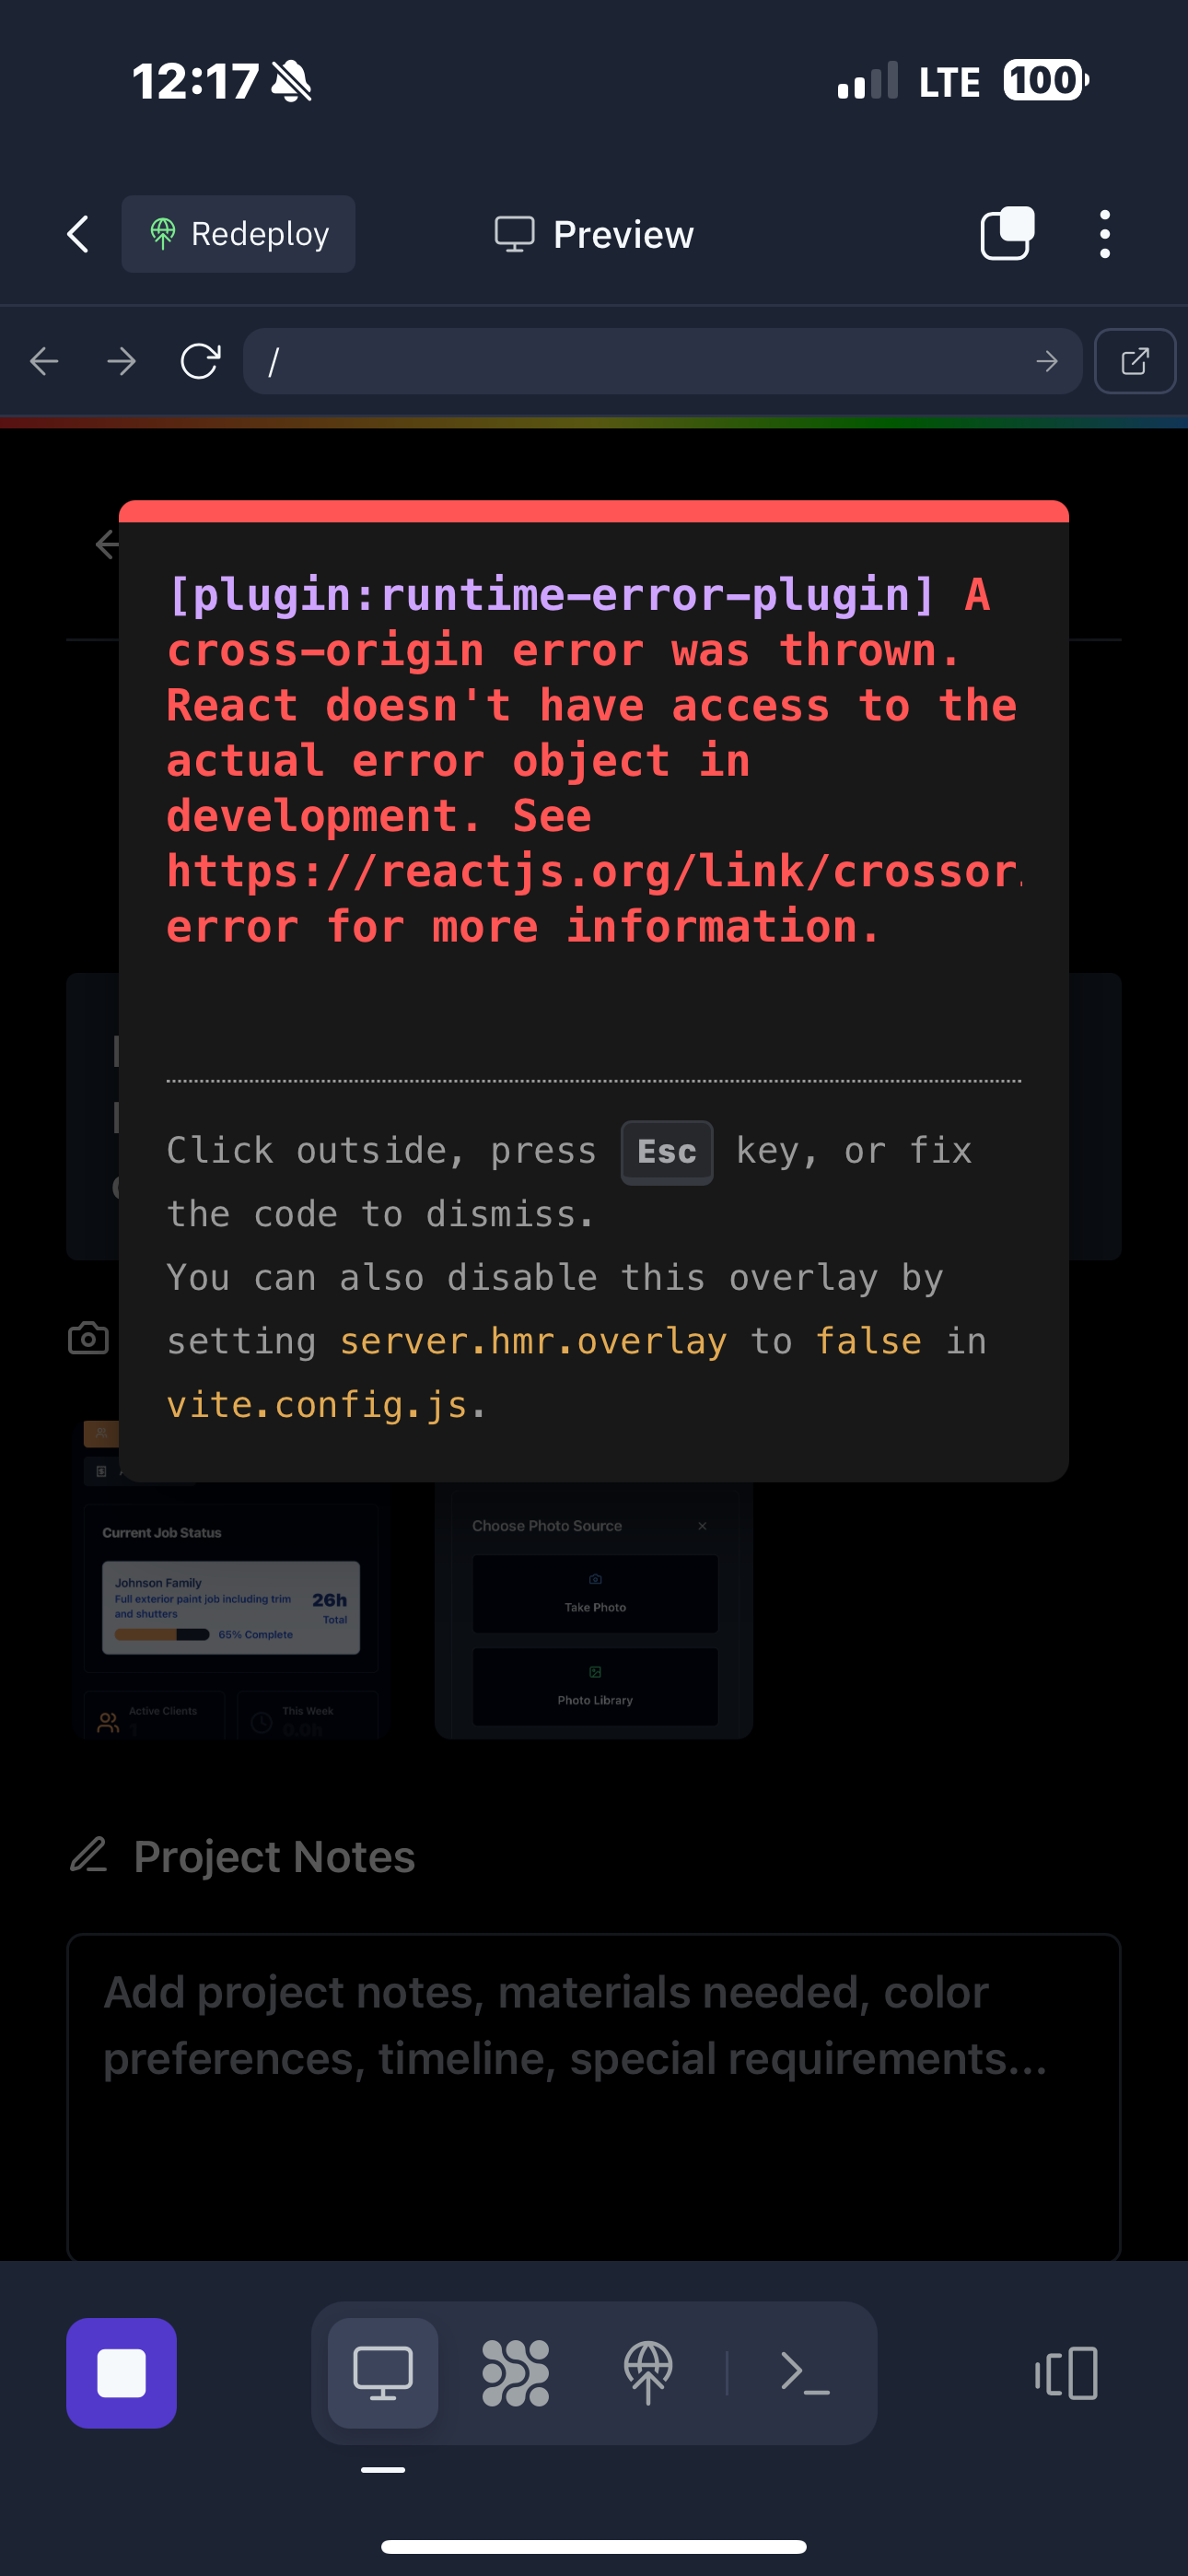 12:17
LTE 100
Redeploy
Preview
/
[plugin:runtime-error-plugin] A
cross-origin error was thrown.
React doesn't have access to the
actual error object in
development. See
https://reactjs.org/link/crossor
error for more information.
Click outside, press Esc key, or fix
the code to dismiss.
You can also disable this overlay by
setting server.hmr.overlay to false in
vite.config.js.
Current Job Status
Johnson Family
Full exterior paint job including trim
and shutters
26h
Total
65% Complete
Active Clients
1
This Week
0.0h
Choose Photo Source
Take Photo
Photo Library
Project Notes
Add project notes, materials needed, color
preferences, timeline, special requirements...